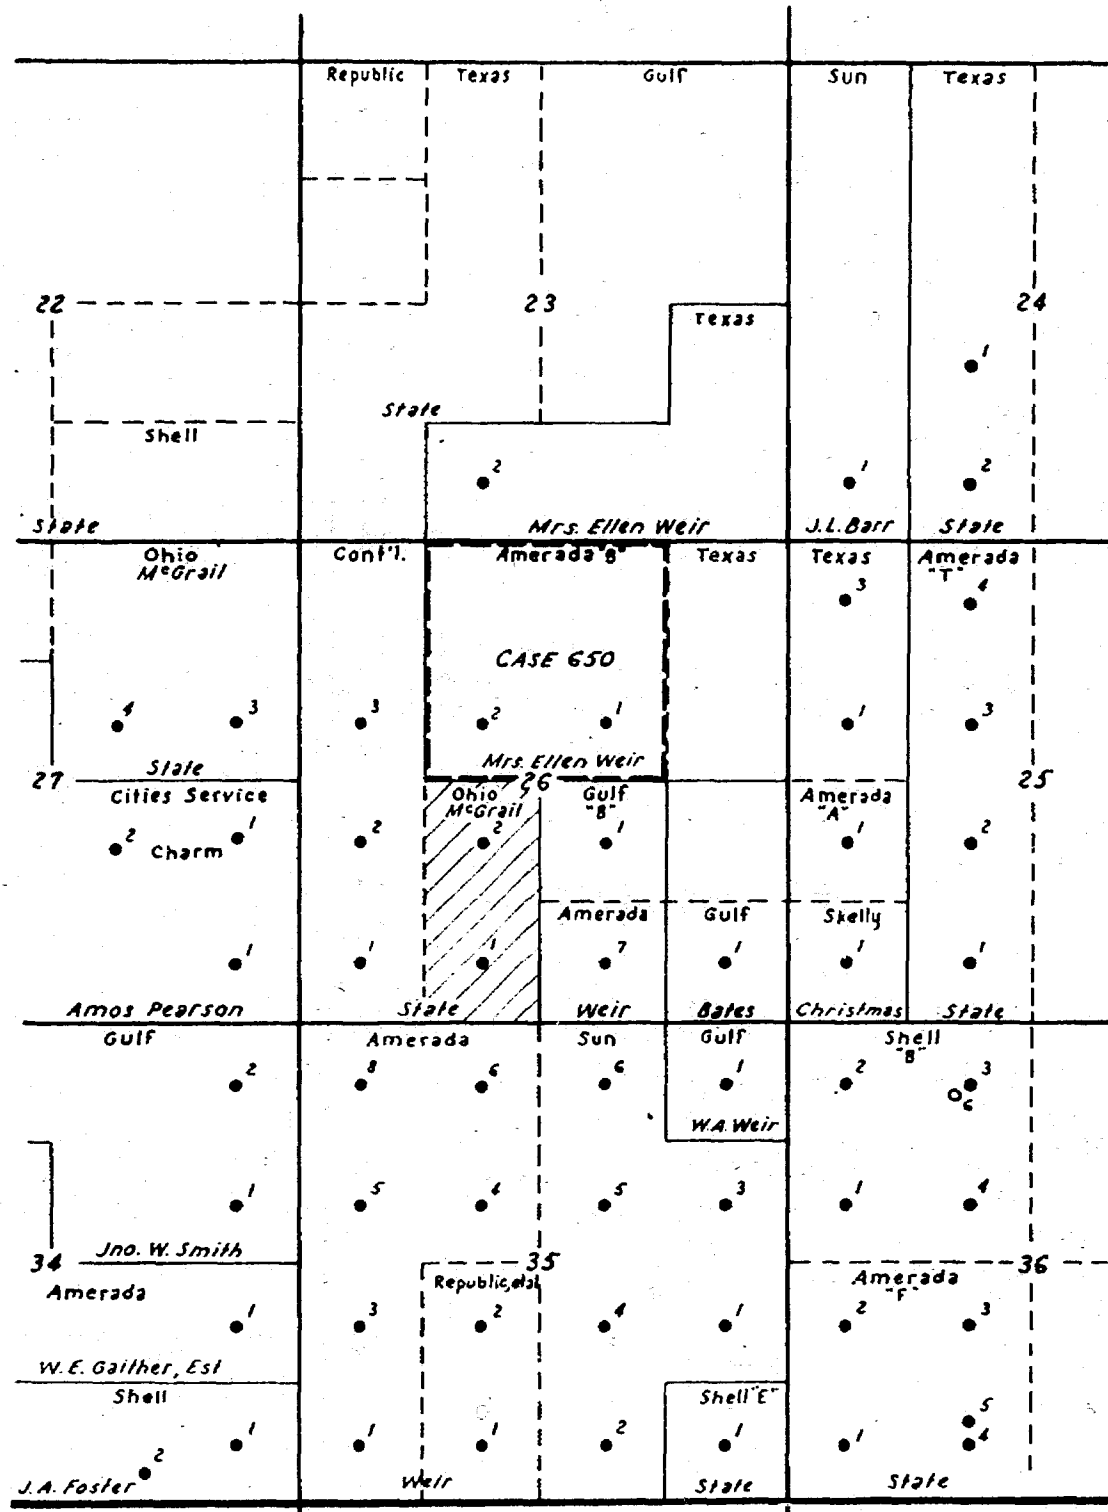 Republic Texas Gulf Sun Texas
22 23 24
Texas
1
State
Shell
2 1 2
State Mrs. Ellen Weir J.L. Barr State
Ohio Cont'l. Amerada "B" Texas Texas Amerada
McGrail "T"
3 4
CASE 650
4 3 3 2 1 1 3
State Mrs. Ellen Weir
27 26 25
Cities Service Ohio Gulf Amerada
McGrail "B" "A"
2 1 2 2 1 1 2
Charm
Amerada Gulf Skelly
1 1 1 7 1 1 1
Amos Pearson State Weir Bates Christmas State
Gulf Amerada Sun Gulf Shell
"B"
2 8 6 6 1 2 3
6
W.A. Weir
1 5 4 5 3 1 4
Jno. W. Smith
34 35 36
Amerada Republic, etal Amerada
"F"
1 3 2 4 1 2 3
W.E. Gaither, Est
Shell Shell "E"
5
1 1 1 2 1 1 4
2
J.A. Foster Weir State State